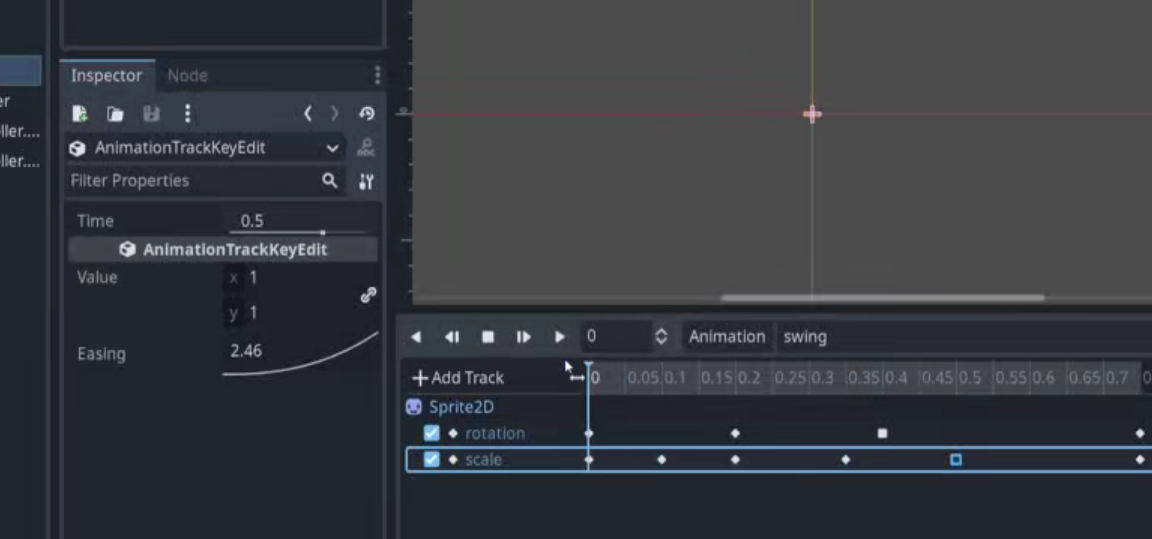 er
ller....
ller....
Inspector Node
AnimationTrackKeyEdit
Filter Properties
Time 0.5
AnimationTrackKeyEdit
Value x 1
y 1
Easing 2.46
0
0 Animation swing
Add Track 0 0.05 0.1 0.15 0.2 0.25 0.3 0.35 0.4 0.45 0.5 0.55 0.6 0.65 0.7 0
Sprite2D
rotation
scale